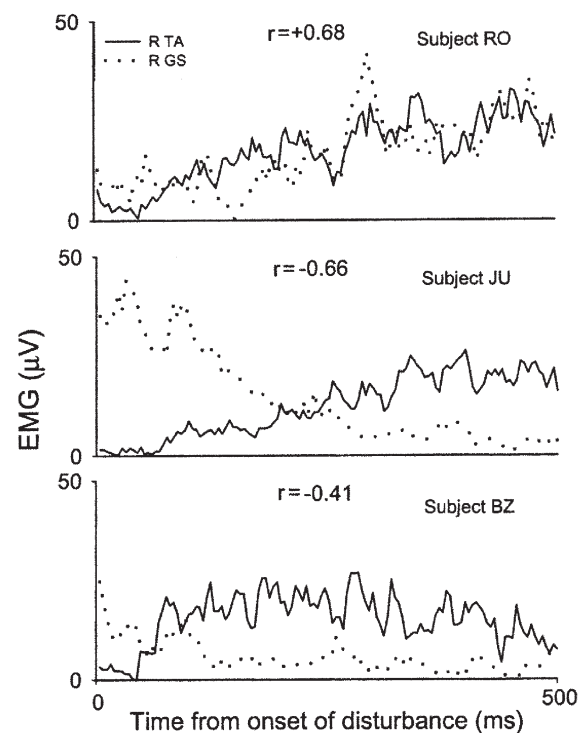 50
R TA
R GS
r=+0.68
Subject RO
0
50
r=-0.66
Subject JU
EMG (μV)
0
50
r=-0.41
Subject BZ
0
0
500
Time from onset of disturbance (ms)